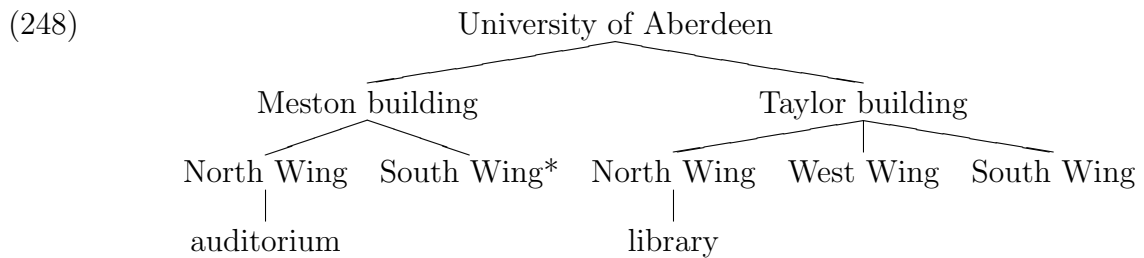 (248) University of Aberdeen
Meston building Taylor building
North Wing South Wing* North Wing West Wing South Wing
auditorium library